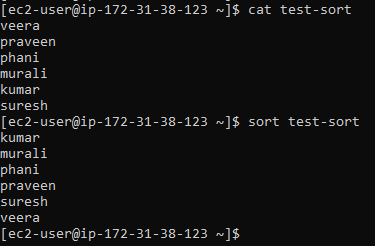 [ec2-user@ip-172-31-38-123 ~]$ cat test-sort
veera
praveen
phani
murali
kumar
suresh
[ec2-user@ip-172-31-38-123 ~]$ sort test-sort
kumar
murali
phani
praveen
suresh
veera
[ec2-user@ip-172-31-38-123 ~]$